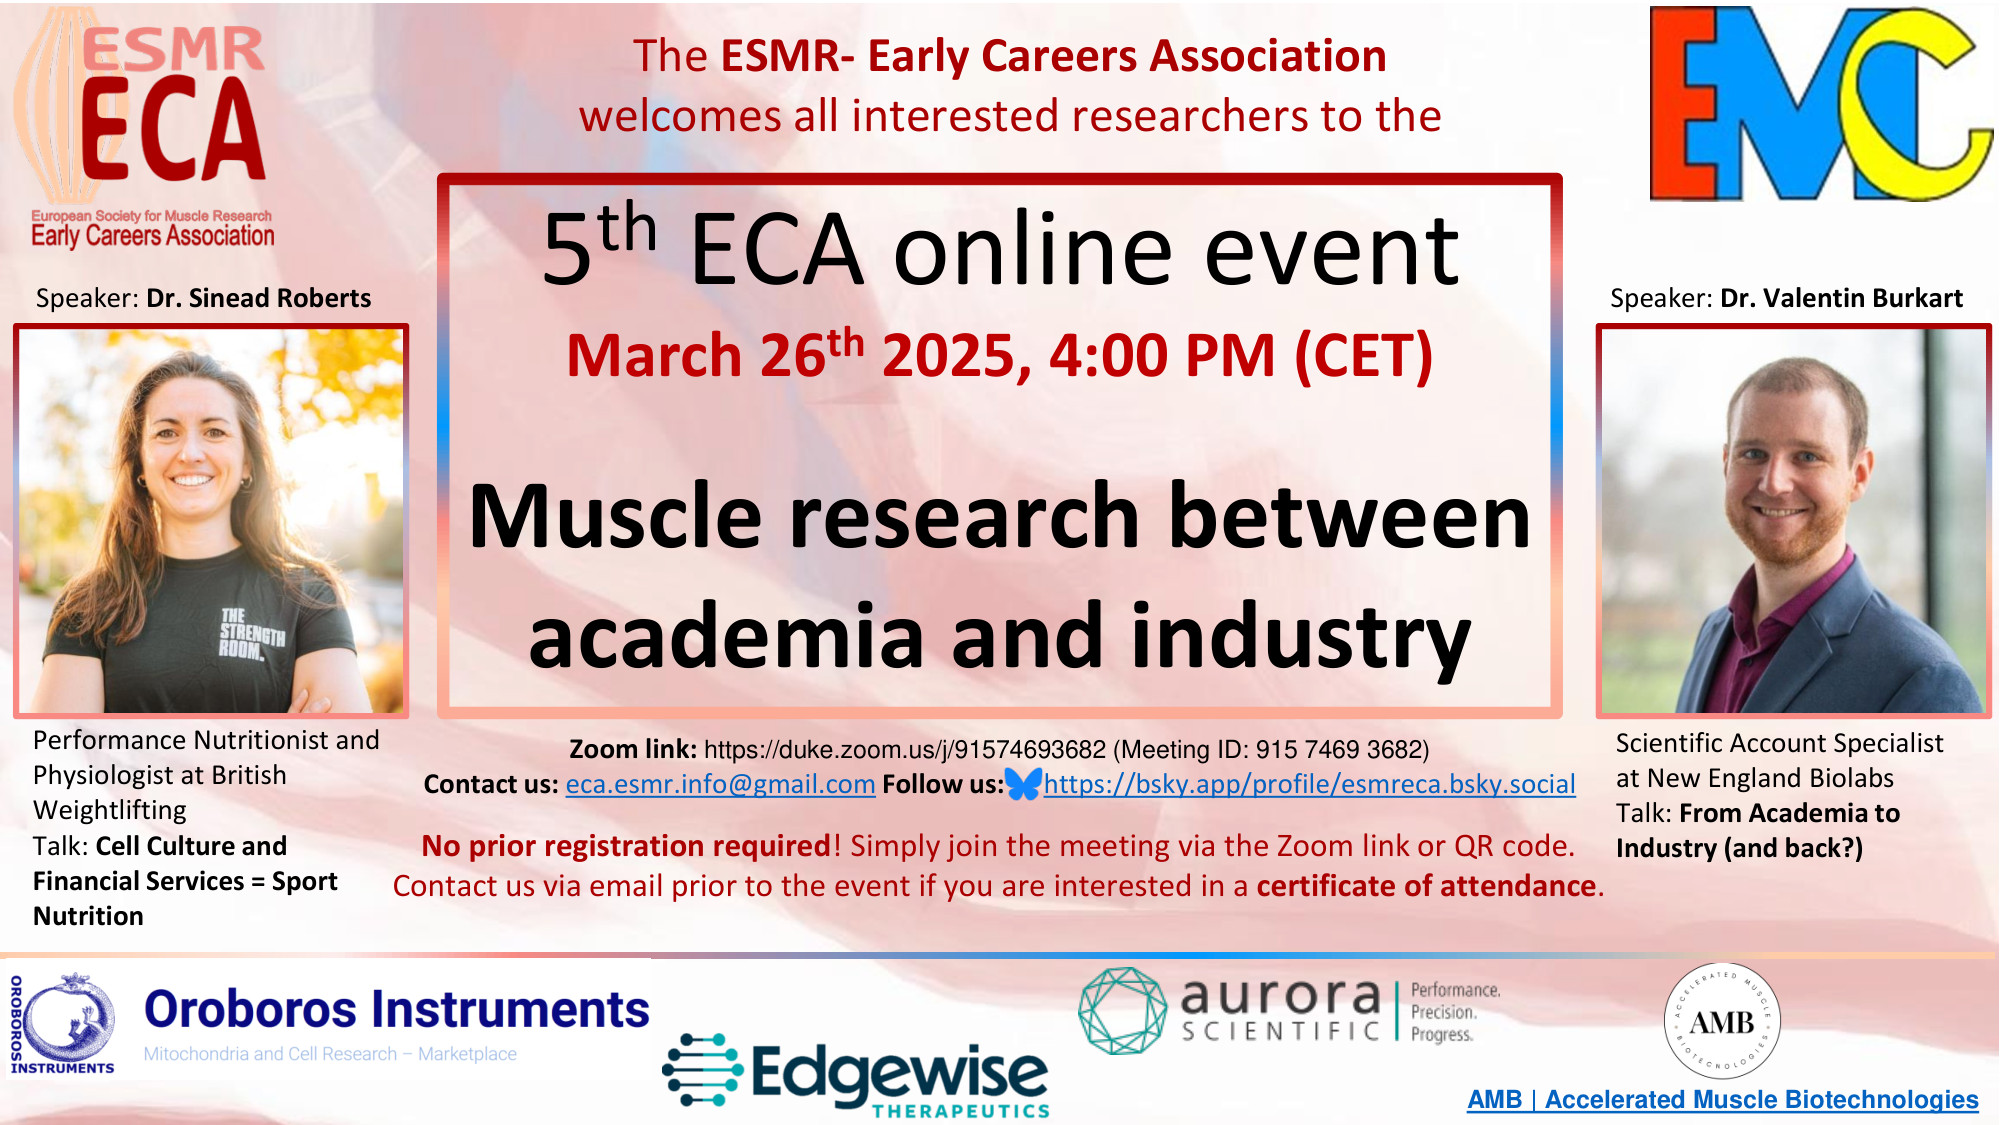 ESMR
ECA
European Society for Muscle Research
Early Careers Association
The ESMR- Early Careers Association
welcomes all interested researchers to the
EMC
5th ECA online event
March 26th 2025, 4:00 PM (CET)
Muscle research between
academia and industry
Speaker: Dr. Sinead Roberts
THE
STRENGTH
ROOM.
Performance Nutritionist and
Physiologist at British
Weightlifting
Talk: Cell Culture and
Financial Services = Sport
Nutrition
Speaker: Dr. Valentin Burkart
Scientific Account Specialist
at New England Biolabs
Talk: From Academia to
Industry (and back?)
Zoom link: https://duke.zoom.us/j/91574693682 (Meeting ID: 915 7469 3682)
Contact us: eca.esmr.info@gmail.com Follow us: https://bsky.app/profile/esmreca.bsky.social
No prior registration required! Simply join the meeting via the Zoom link or QR code.
Contact us via email prior to the event if you are interested in a certificate of attendance.
OROBOROS
INSTRUMENTS
Oroboros Instruments
Mitochondria and Cell Research – Marketplace
Edgewise
THERAPEUTICS
aurora
SCIENTIFIC
Performance.
Precision.
Progress.
ACCELERATED MUSCLE
AMB
BIOTECNOLOGIES
AMB | Accelerated Muscle Biotechnologies